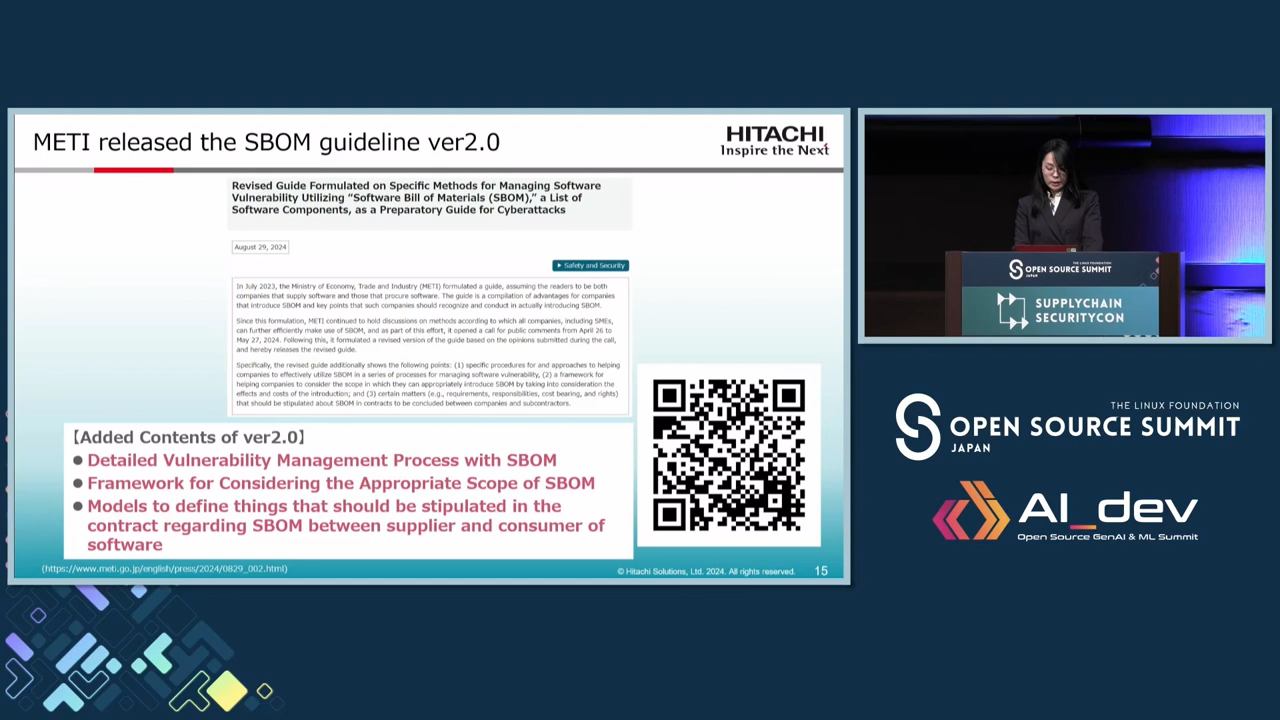 METI released the SBOM guideline ver2.0
HITACHI
Inspire the Next
Revised Guide Formulated on Specific Methods for Managing Software
Vulnerability Utilizing “Software Bill of Materials (SBOM),” a List of
Software Components, as a Preparatory Guide for Cyberattacks
August 29, 2024
Safety and Security
In July 2023, the Ministry of Economy, Trade and Industry (METI) formulated a guide, assuming the readers to be both
companies that supply software and those that procure software. The guide is a compilation of advantages for companies
that introduce SBOM and key points that such companies should recognize and conduct in actually introducing SBOM.
Since this formulation, METI continued to hold discussions on methods according to which all companies, including SMEs,
can further efficiently make use of SBOM, and as part of this effort, it opened a call for public comments from April 26 to
May 27, 2024. Following this, it formulated a revised version of the guide based on the opinions submitted during the call,
and hereby releases the revised guide.
Specifically, the revised guide additionally shows the following points: (1) specific procedures for and approaches to helping
companies to effectively utilize SBOM in a series of processes for managing software vulnerability, (2) a framework for
helping companies to consider the scope in which they can appropriately introduce SBOM by taking into consideration the
effects and costs of the introduction; and (3) certain matters (e.g., requirements, responsibilities, cost bearing, and rights)
that should be stipulated about SBOM in contracts to be concluded between companies and subcontractors.
【Added Contents of ver2.0】
● Detailed Vulnerability Management Process with SBOM
● Framework for Considering the Appropriate Scope of SBOM
● Models to define things that should be stipulated in the
contract regarding SBOM between supplier and consumer of
software
(https://www.meti.go.jp/english/press/2024/0829_002.html)
© Hitachi Solutions, Ltd. 2024. All rights reserved.
15
THE LINUX FOUNDATION
OPEN SOURCE SUMMIT
JAPAN
SUPPLYCHAIN
SECURITYCON
THE LINUX FOUNDATION
OPEN SOURCE SUMMIT
JAPAN
AI_dev
Open Source GenAI & ML Summit